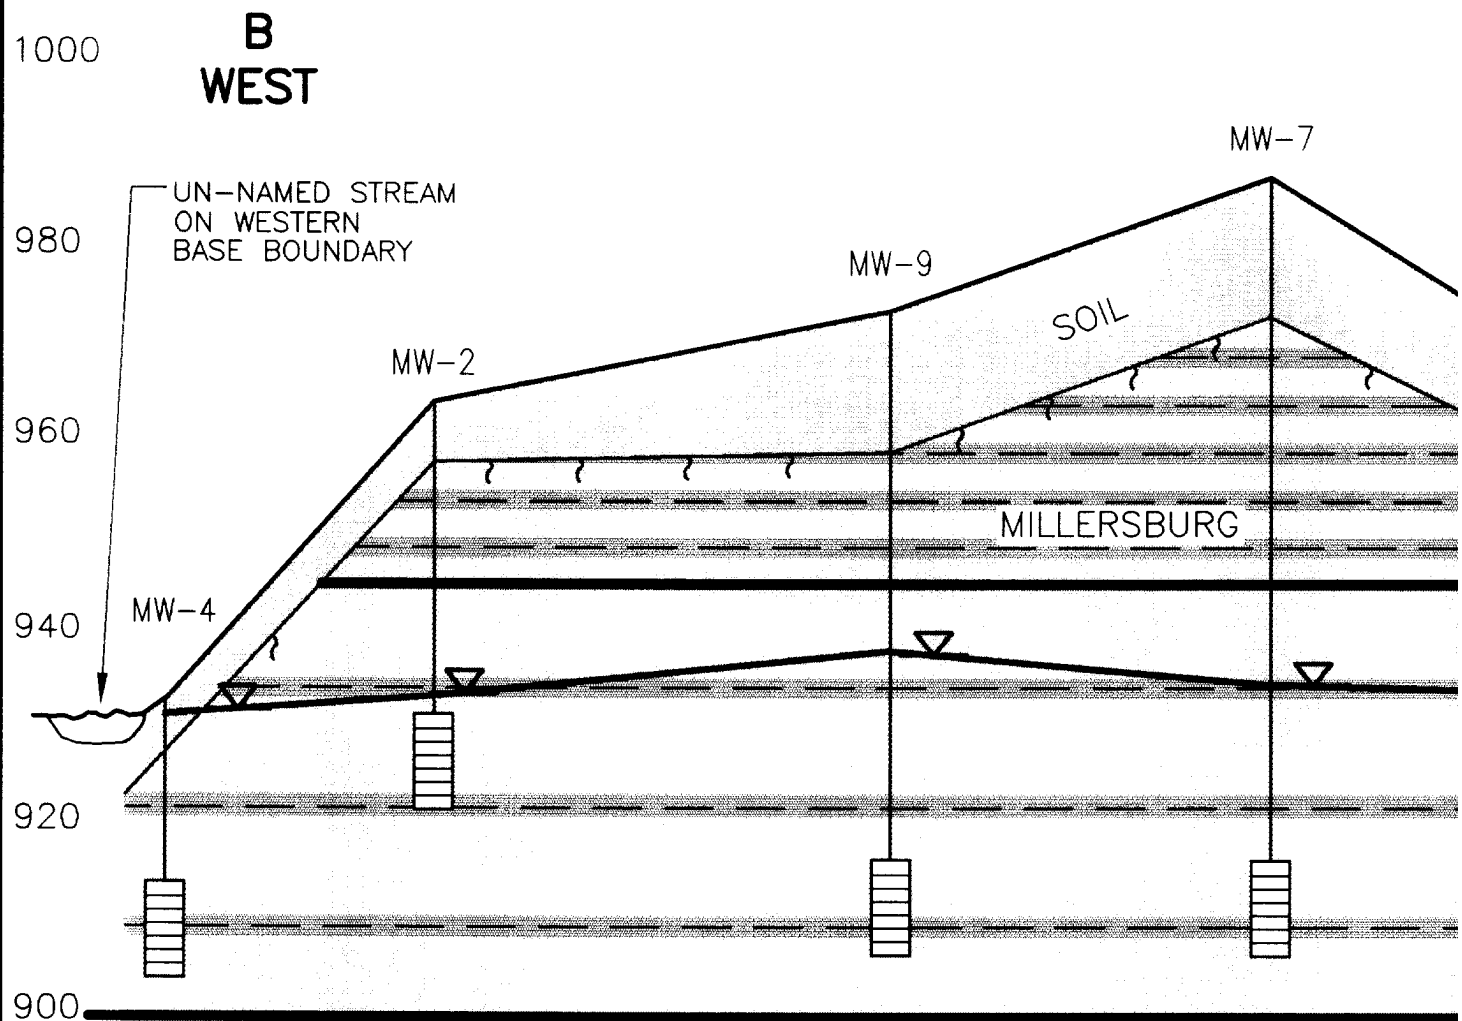 1000
B
WEST
MW-7
UN-NAMED STREAM
ON WESTERN
BASE BOUNDARY
980
MW-9
SOIL
MW-2
960
MILLERSBURG
MW-4
940
920
900